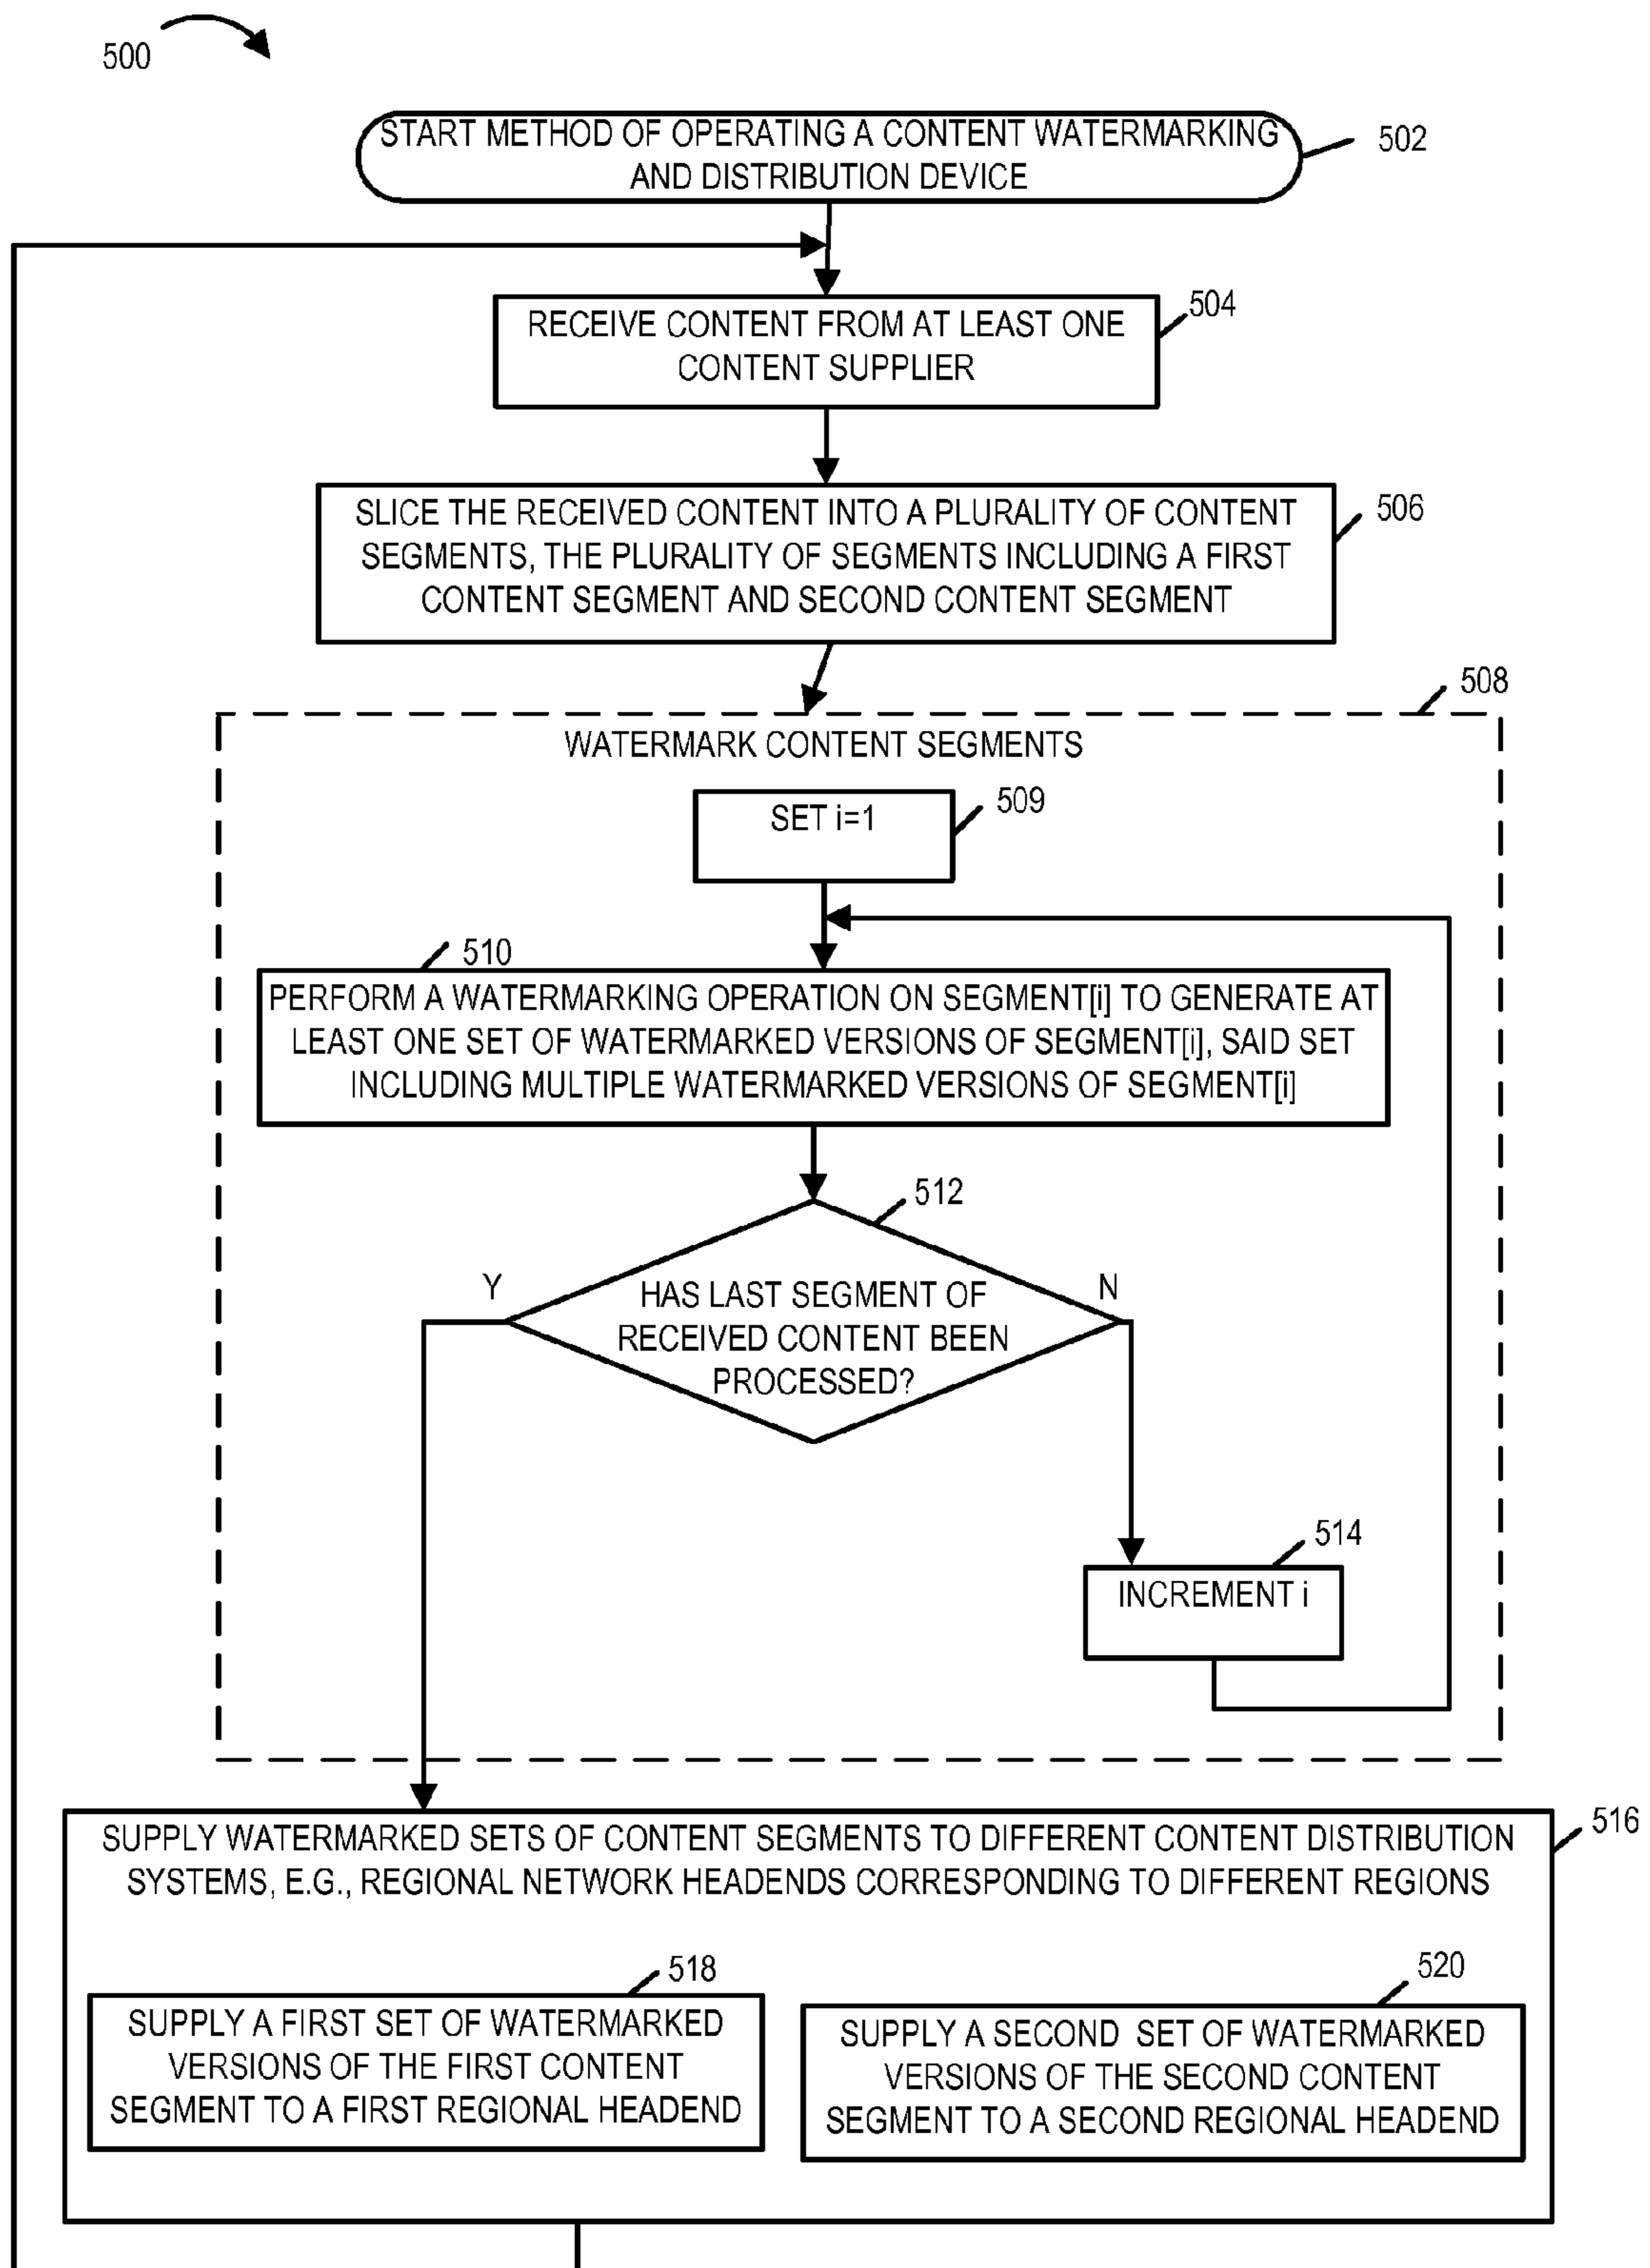 500
START METHOD OF OPERATING A CONTENT WATERMARKING
AND DISTRIBUTION DEVICE
502
RECEIVE CONTENT FROM AT LEAST ONE
CONTENT SUPPLIER
504
SLICE THE RECEIVED CONTENT INTO A PLURALITY OF CONTENT
SEGMENTS, THE PLURALITY OF SEGMENTS INCLUDING A FIRST
CONTENT SEGMENT AND SECOND CONTENT SEGMENT
506
508
WATERMARK CONTENT SEGMENTS
SET i=1
509
510
PERFORM A WATERMARKING OPERATION ON SEGMENT[i] TO GENERATE AT
LEAST ONE SET OF WATERMARKED VERSIONS OF SEGMENT[i], SAID SET
INCLUDING MULTIPLE WATERMARKED VERSIONS OF SEGMENT[i]
512
Y
N
HAS LAST SEGMENT OF
RECEIVED CONTENT BEEN
PROCESSED?
514
INCREMENT i
516
SUPPLY WATERMARKED SETS OF CONTENT SEGMENTS TO DIFFERENT CONTENT DISTRIBUTION
SYSTEMS, E.G., REGIONAL NETWORK HEADENDS CORRESPONDING TO DIFFERENT REGIONS
518
SUPPLY A FIRST SET OF WATERMARKED
VERSIONS OF THE FIRST CONTENT
SEGMENT TO A FIRST REGIONAL HEADEND
520
SUPPLY A SECOND SET OF WATERMARKED
VERSIONS OF THE SECOND CONTENT
SEGMENT TO A SECOND REGIONAL HEADEND